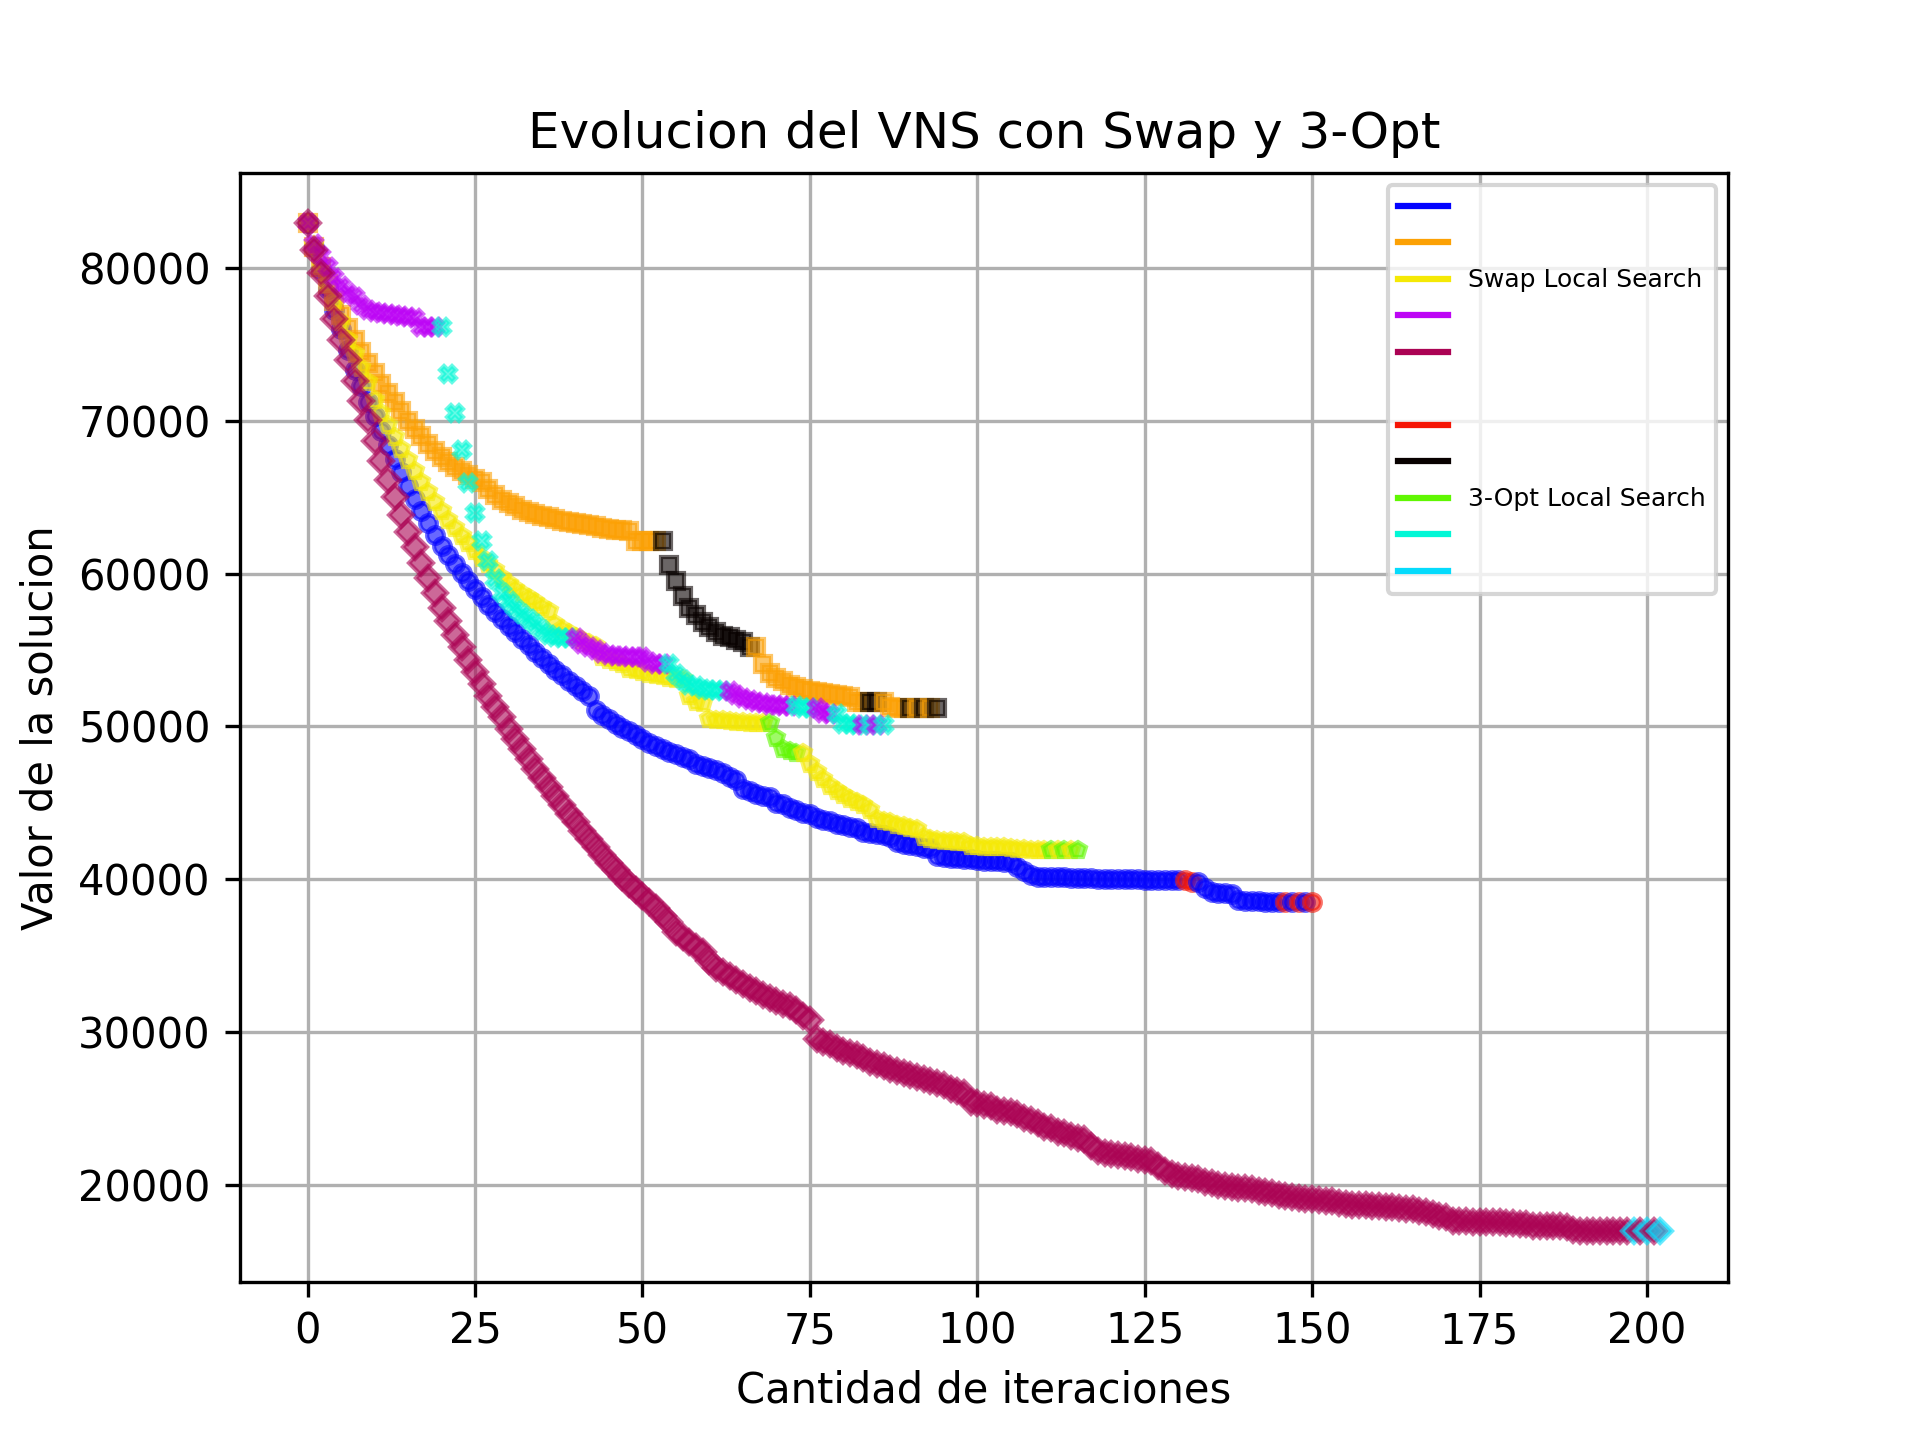 Evolucion del VNS con Swap y 3-Opt
Valor de la solucion
80000
70000
60000
50000
40000
30000
20000
Swap Local Search
3-Opt Local Search
0 25 50 75 100 125 150 175 200
Cantidad de iteraciones